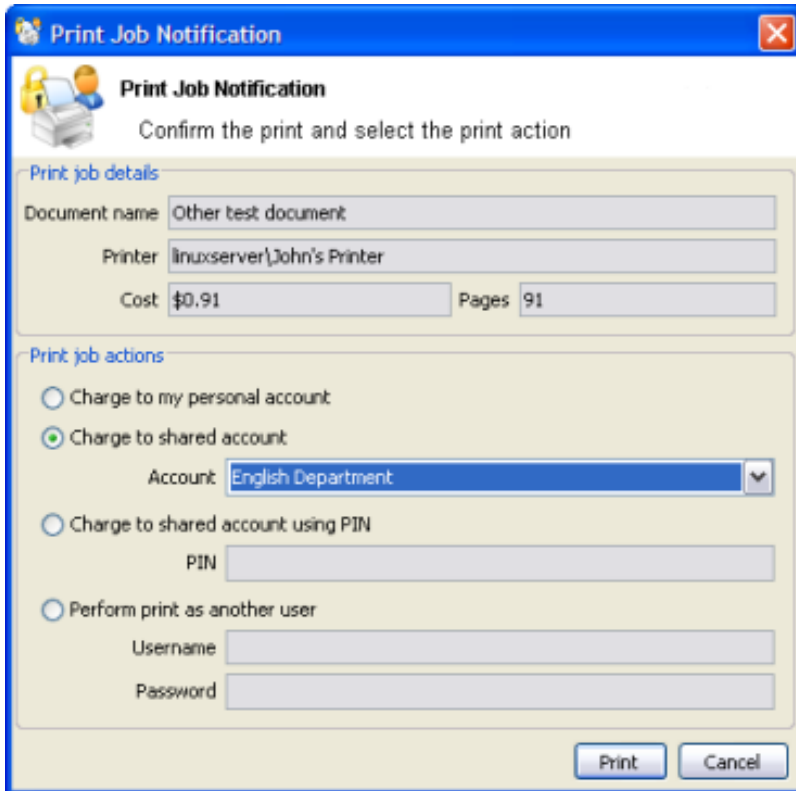 Print Job Notification
Print Job Notification
Confirm the print and select the print action
Print job details
Document name Other test document
Printer linuxserver\John's Printer
Cost $0.91 Pages 91
Print job actions
Charge to my personal account
Charge to shared account
Account English Department
Charge to shared account using PIN
PIN
Perform print as another user
Username
Password
Print Cancel